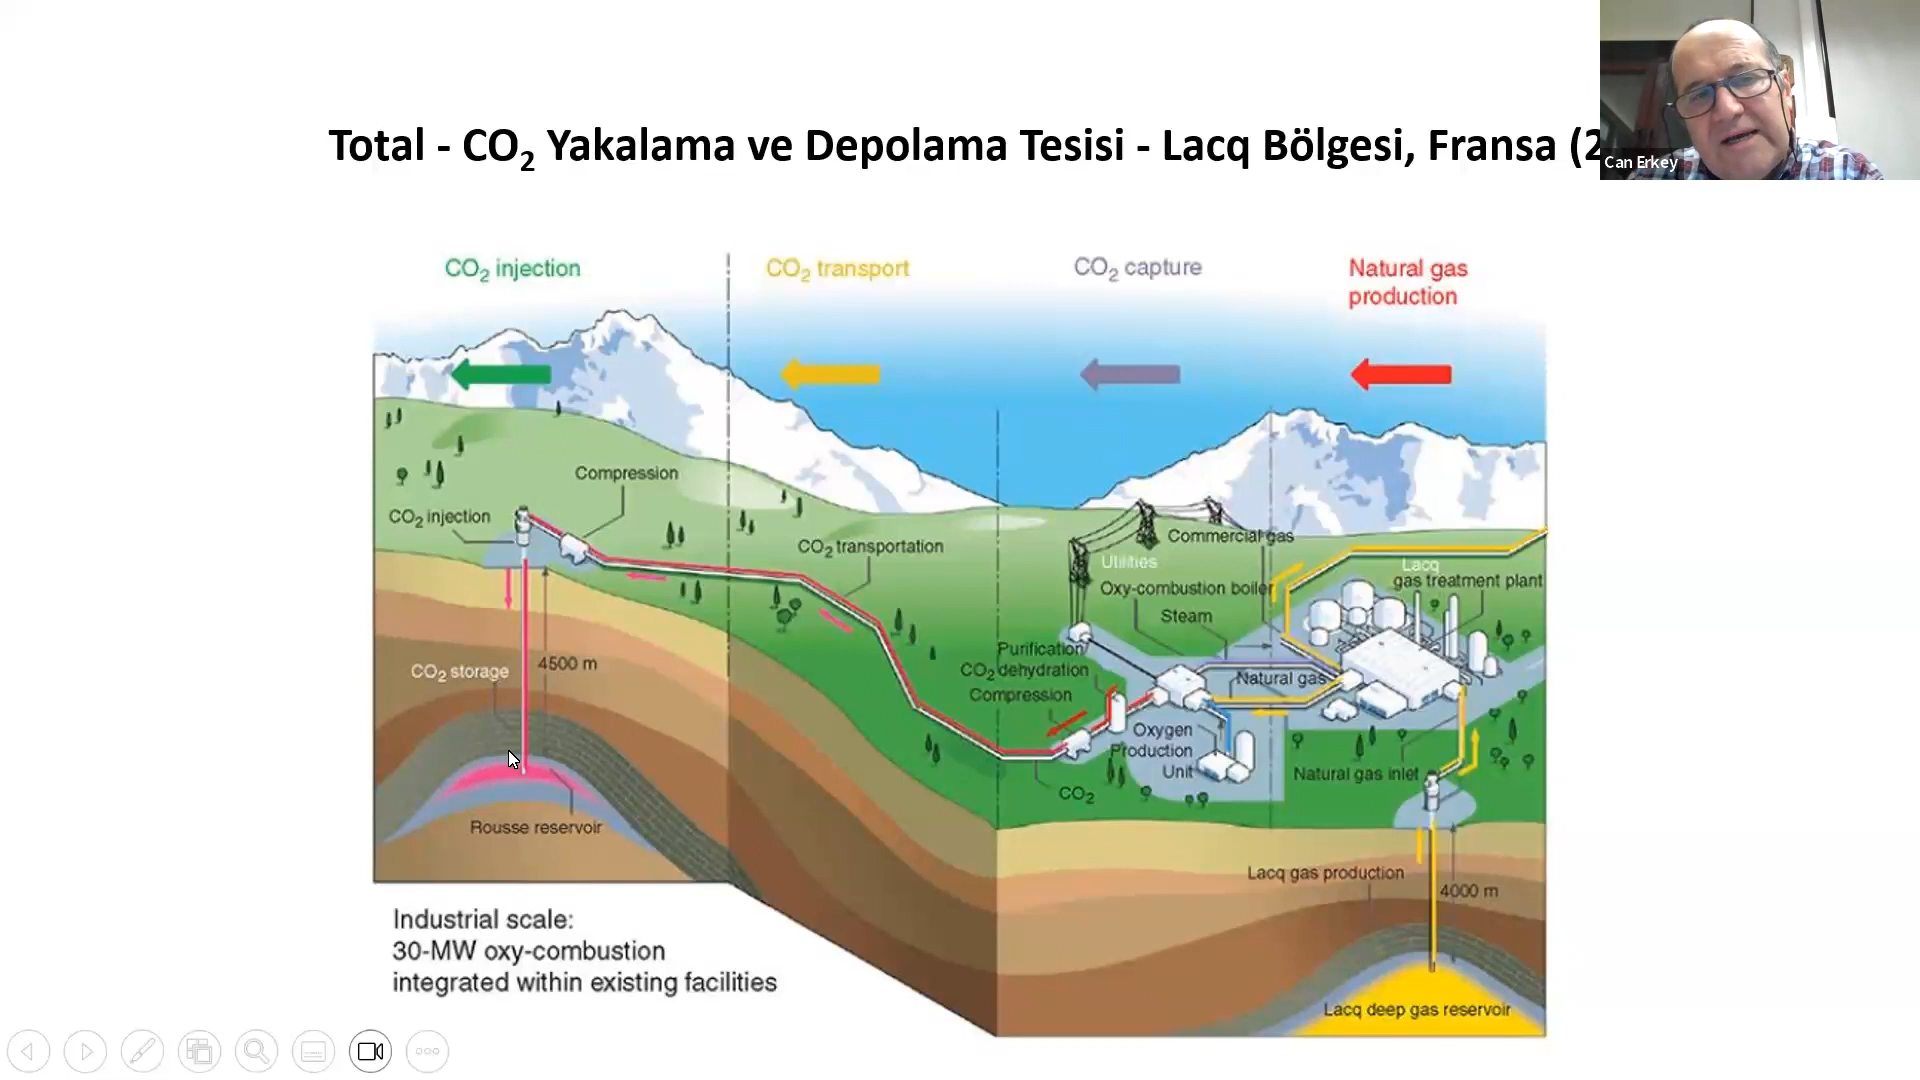 Total - CO₂ Yakalama ve Depolama Tesisi - Lacq Bölgesi, Fransa (2
Can Erkey
CO₂ injection
CO₂ transport
CO₂ capture
Natural gas
production
Compression
CO₂ injection
CO₂ transportation
Commercial gas
Utilities
Lacq
gas treatment plant
Oxy-combustion boiler
Steam
Purification/
CO₂ dehydration
Compression
Natural gas
CO₂ storage
4500 m
Oxygen
Production
Unit
Natural gas inlet
CO₂
Rousse reservoir
Lacq gas production
4000 m
Lacq deep gas reservoir
Industrial scale:
30-MW oxy-combustion
integrated within existing facilities